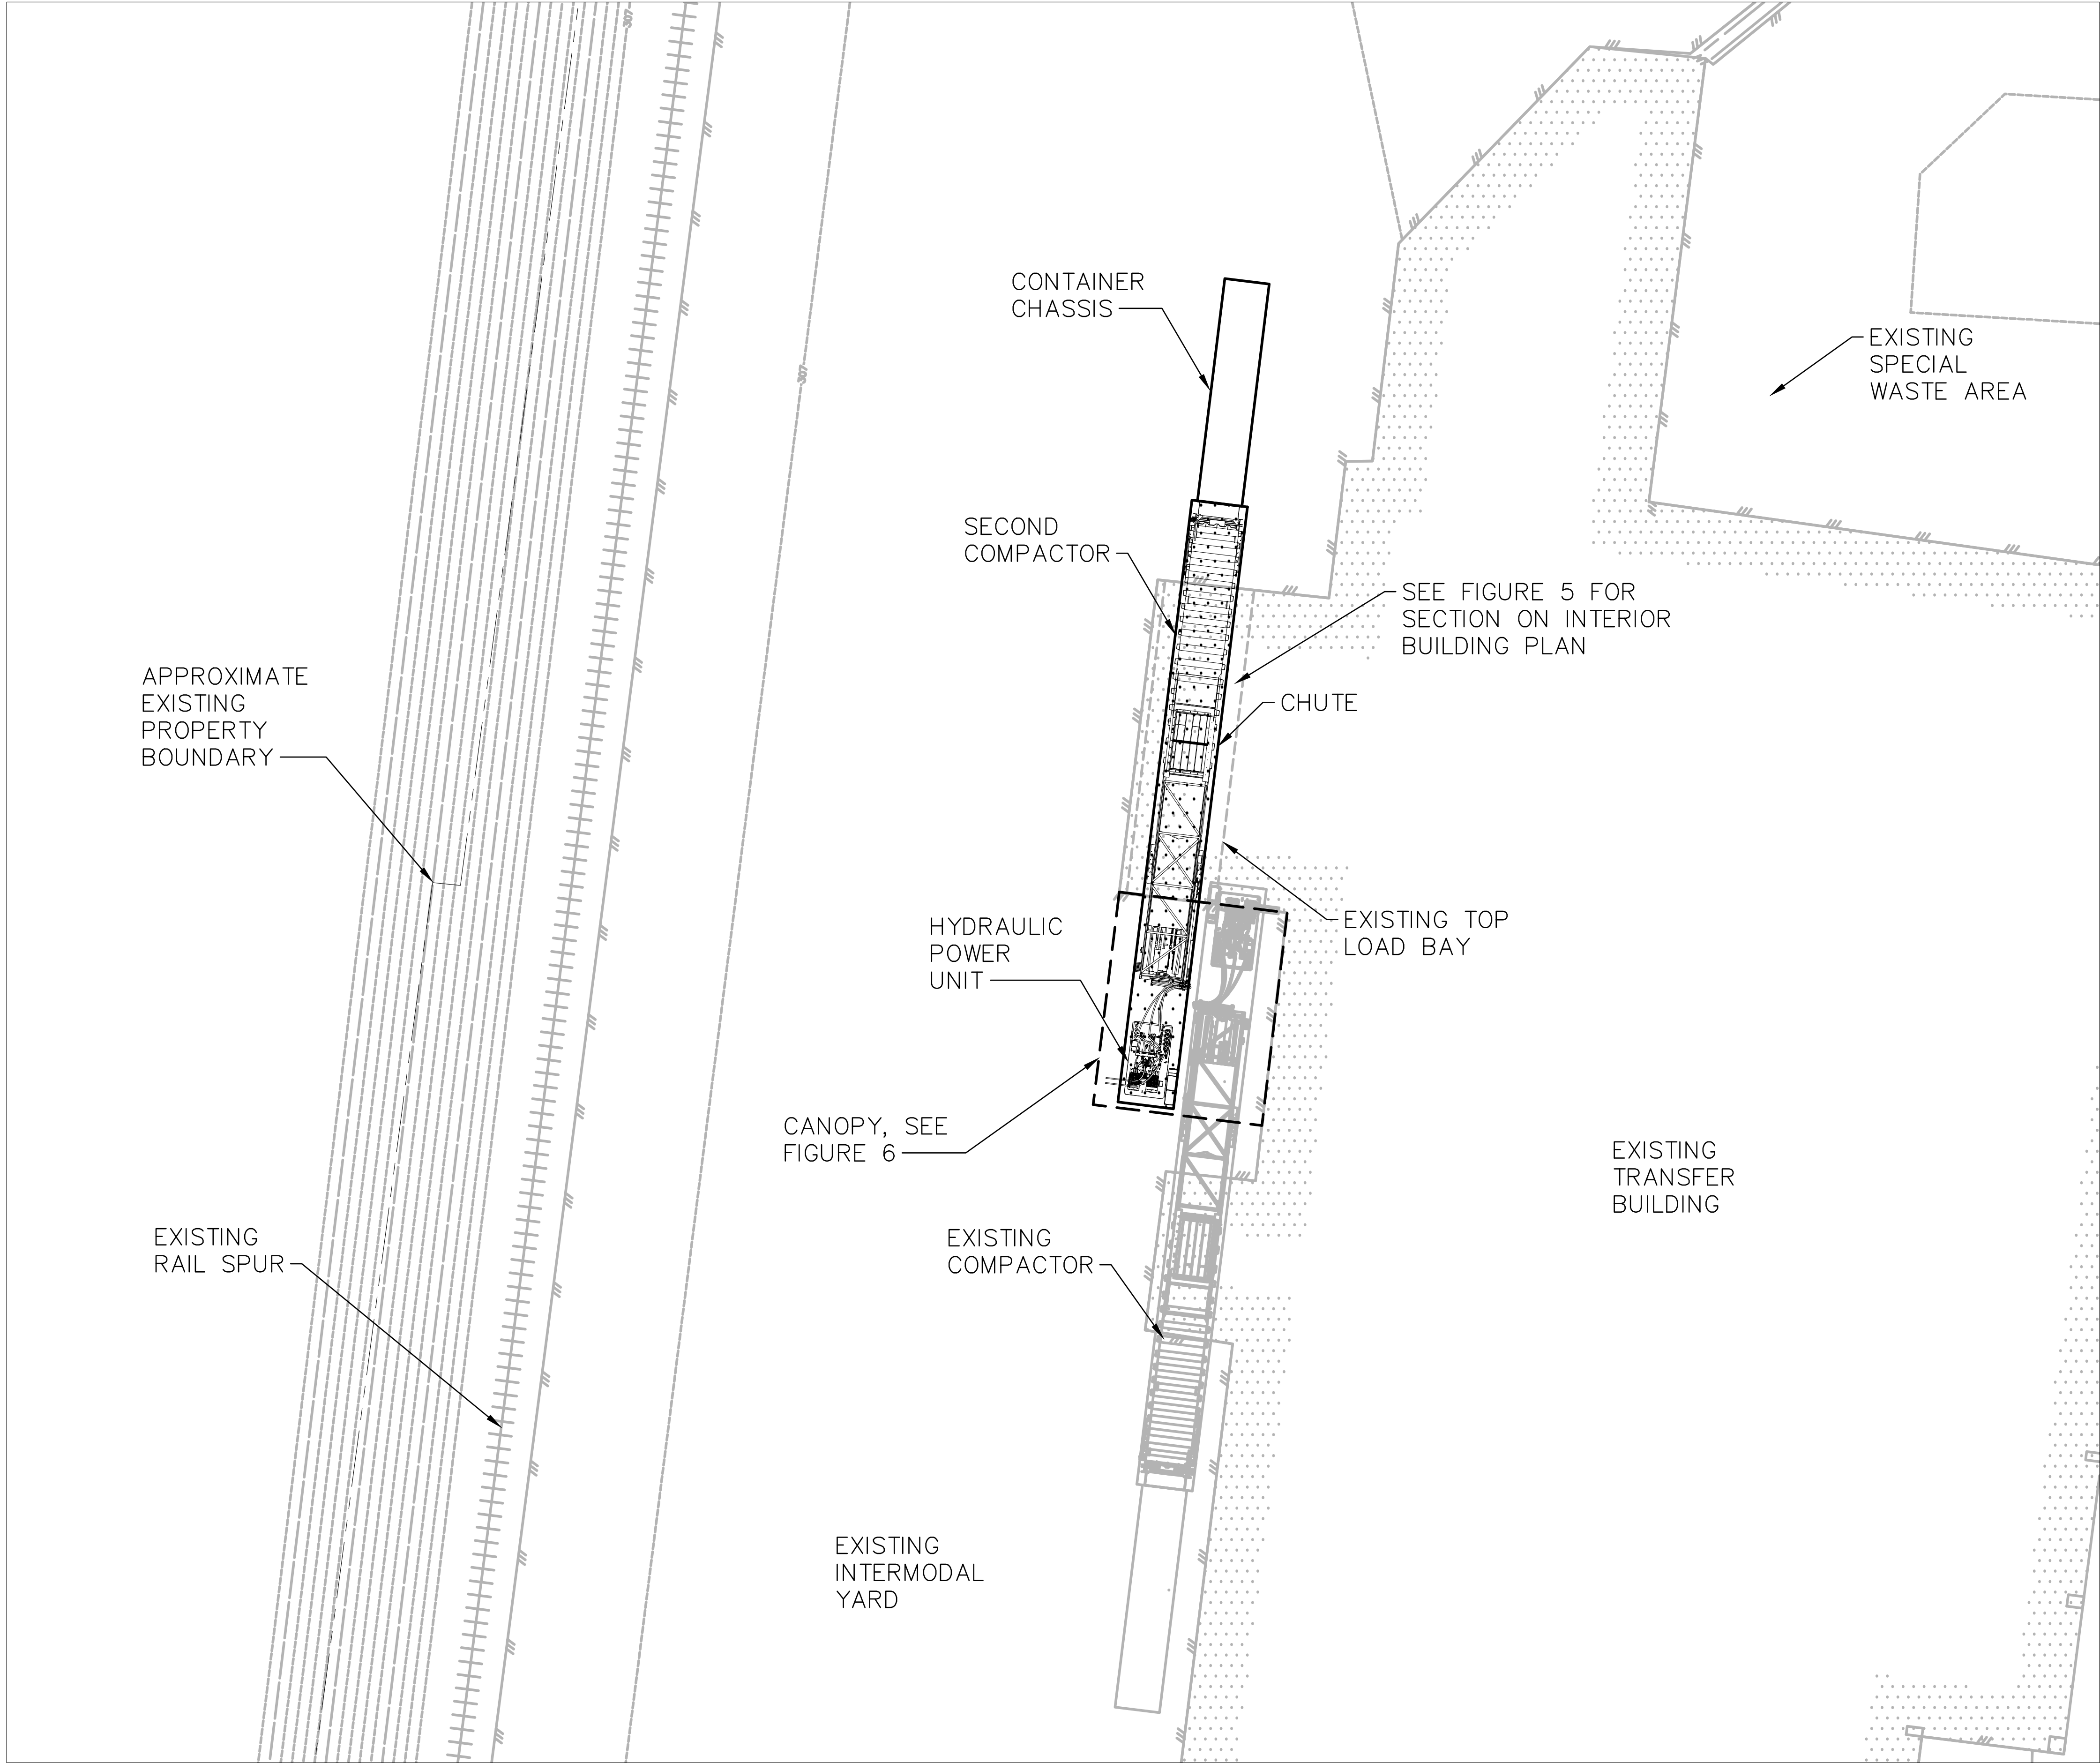 307
307
CONTAINER
CHASSIS
EXISTING
SPECIAL
WASTE AREA
SECOND
COMPACTOR
SEE FIGURE 5 FOR
SECTION ON INTERIOR
BUILDING PLAN
APPROXIMATE
EXISTING
PROPERTY
BOUNDARY
CHUTE
HYDRAULIC
POWER
UNIT
EXISTING TOP
LOAD BAY
CANOPY, SEE
FIGURE 6
EXISTING
TRANSFER
BUILDING
EXISTING
RAIL SPUR
EXISTING
COMPACTOR
EXISTING
INTERMODAL
YARD